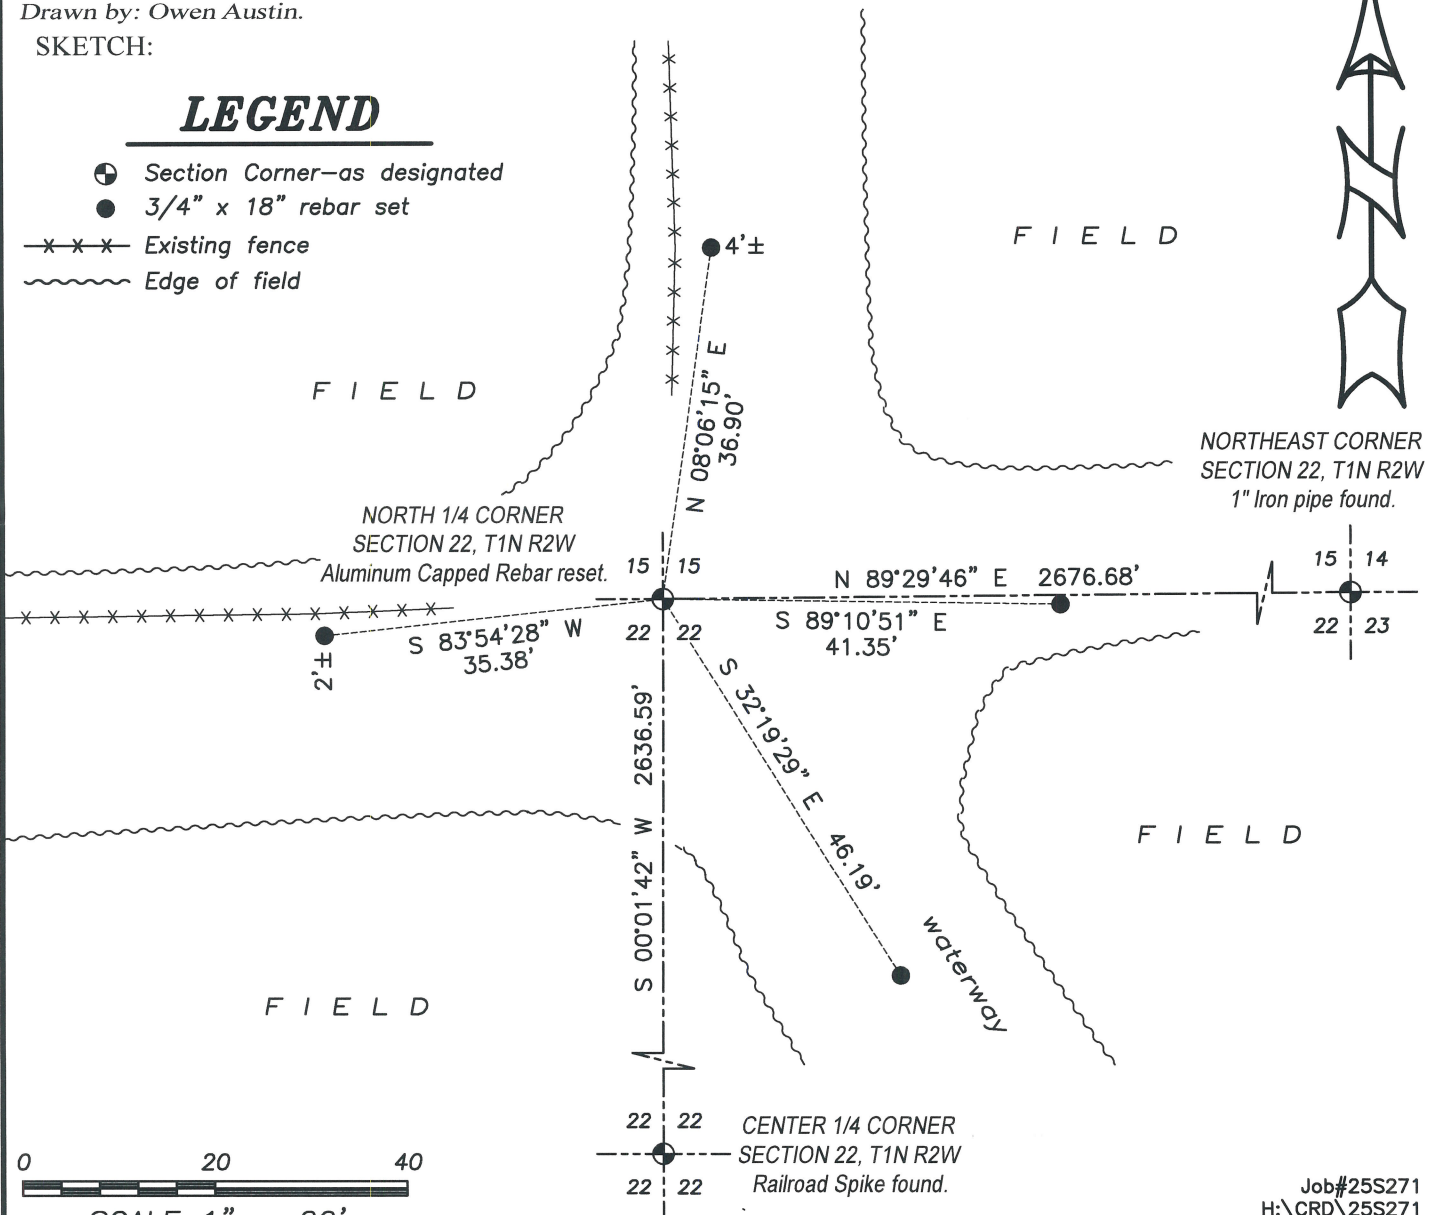 Drawn by: Owen Austin.
SKETCH:
LEGEND
Section Corner—as designated
3/4" x 18" rebar set
Existing fence
Edge of field
4'±
F I E L D
F I E L D
N 08°06'15" E
36.90'
NORTHEAST CORNER
SECTION 22, T1N R2W
1" Iron pipe found.
NORTH 1/4 CORNER
SECTION 22, T1N R2W
Aluminum Capped Rebar reset.
15 15
22 22
N 89°29'46" E 2676.68'
S 89°10'51" E
41.35'
15 14
22 23
S 83°54'28" W
35.38'
2'±
S 32°19'29" E 46.19'
S 00°01'42" W 2636.59'
F I E L D
waterway
F I E L D
22 22
22 22
CENTER 1/4 CORNER
SECTION 22, T1N R2W
Railroad Spike found.
0 20 40
Job#25S271
H:\CRD\25S271